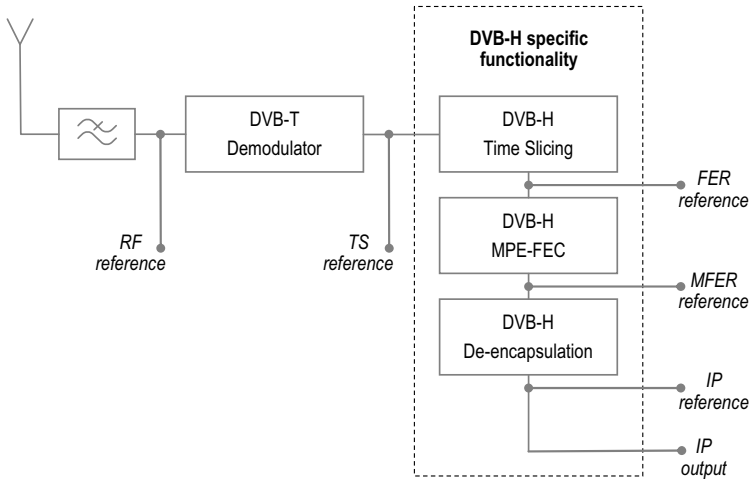 DVB-H specific
functionality
DVB-T
Demodulator
DVB-H
Time Slicing
FER
reference
RF
reference
TS
reference
DVB-H
MPE-FEC
MFER
reference
DVB-H
De-encapsulation
IP
reference
IP
output